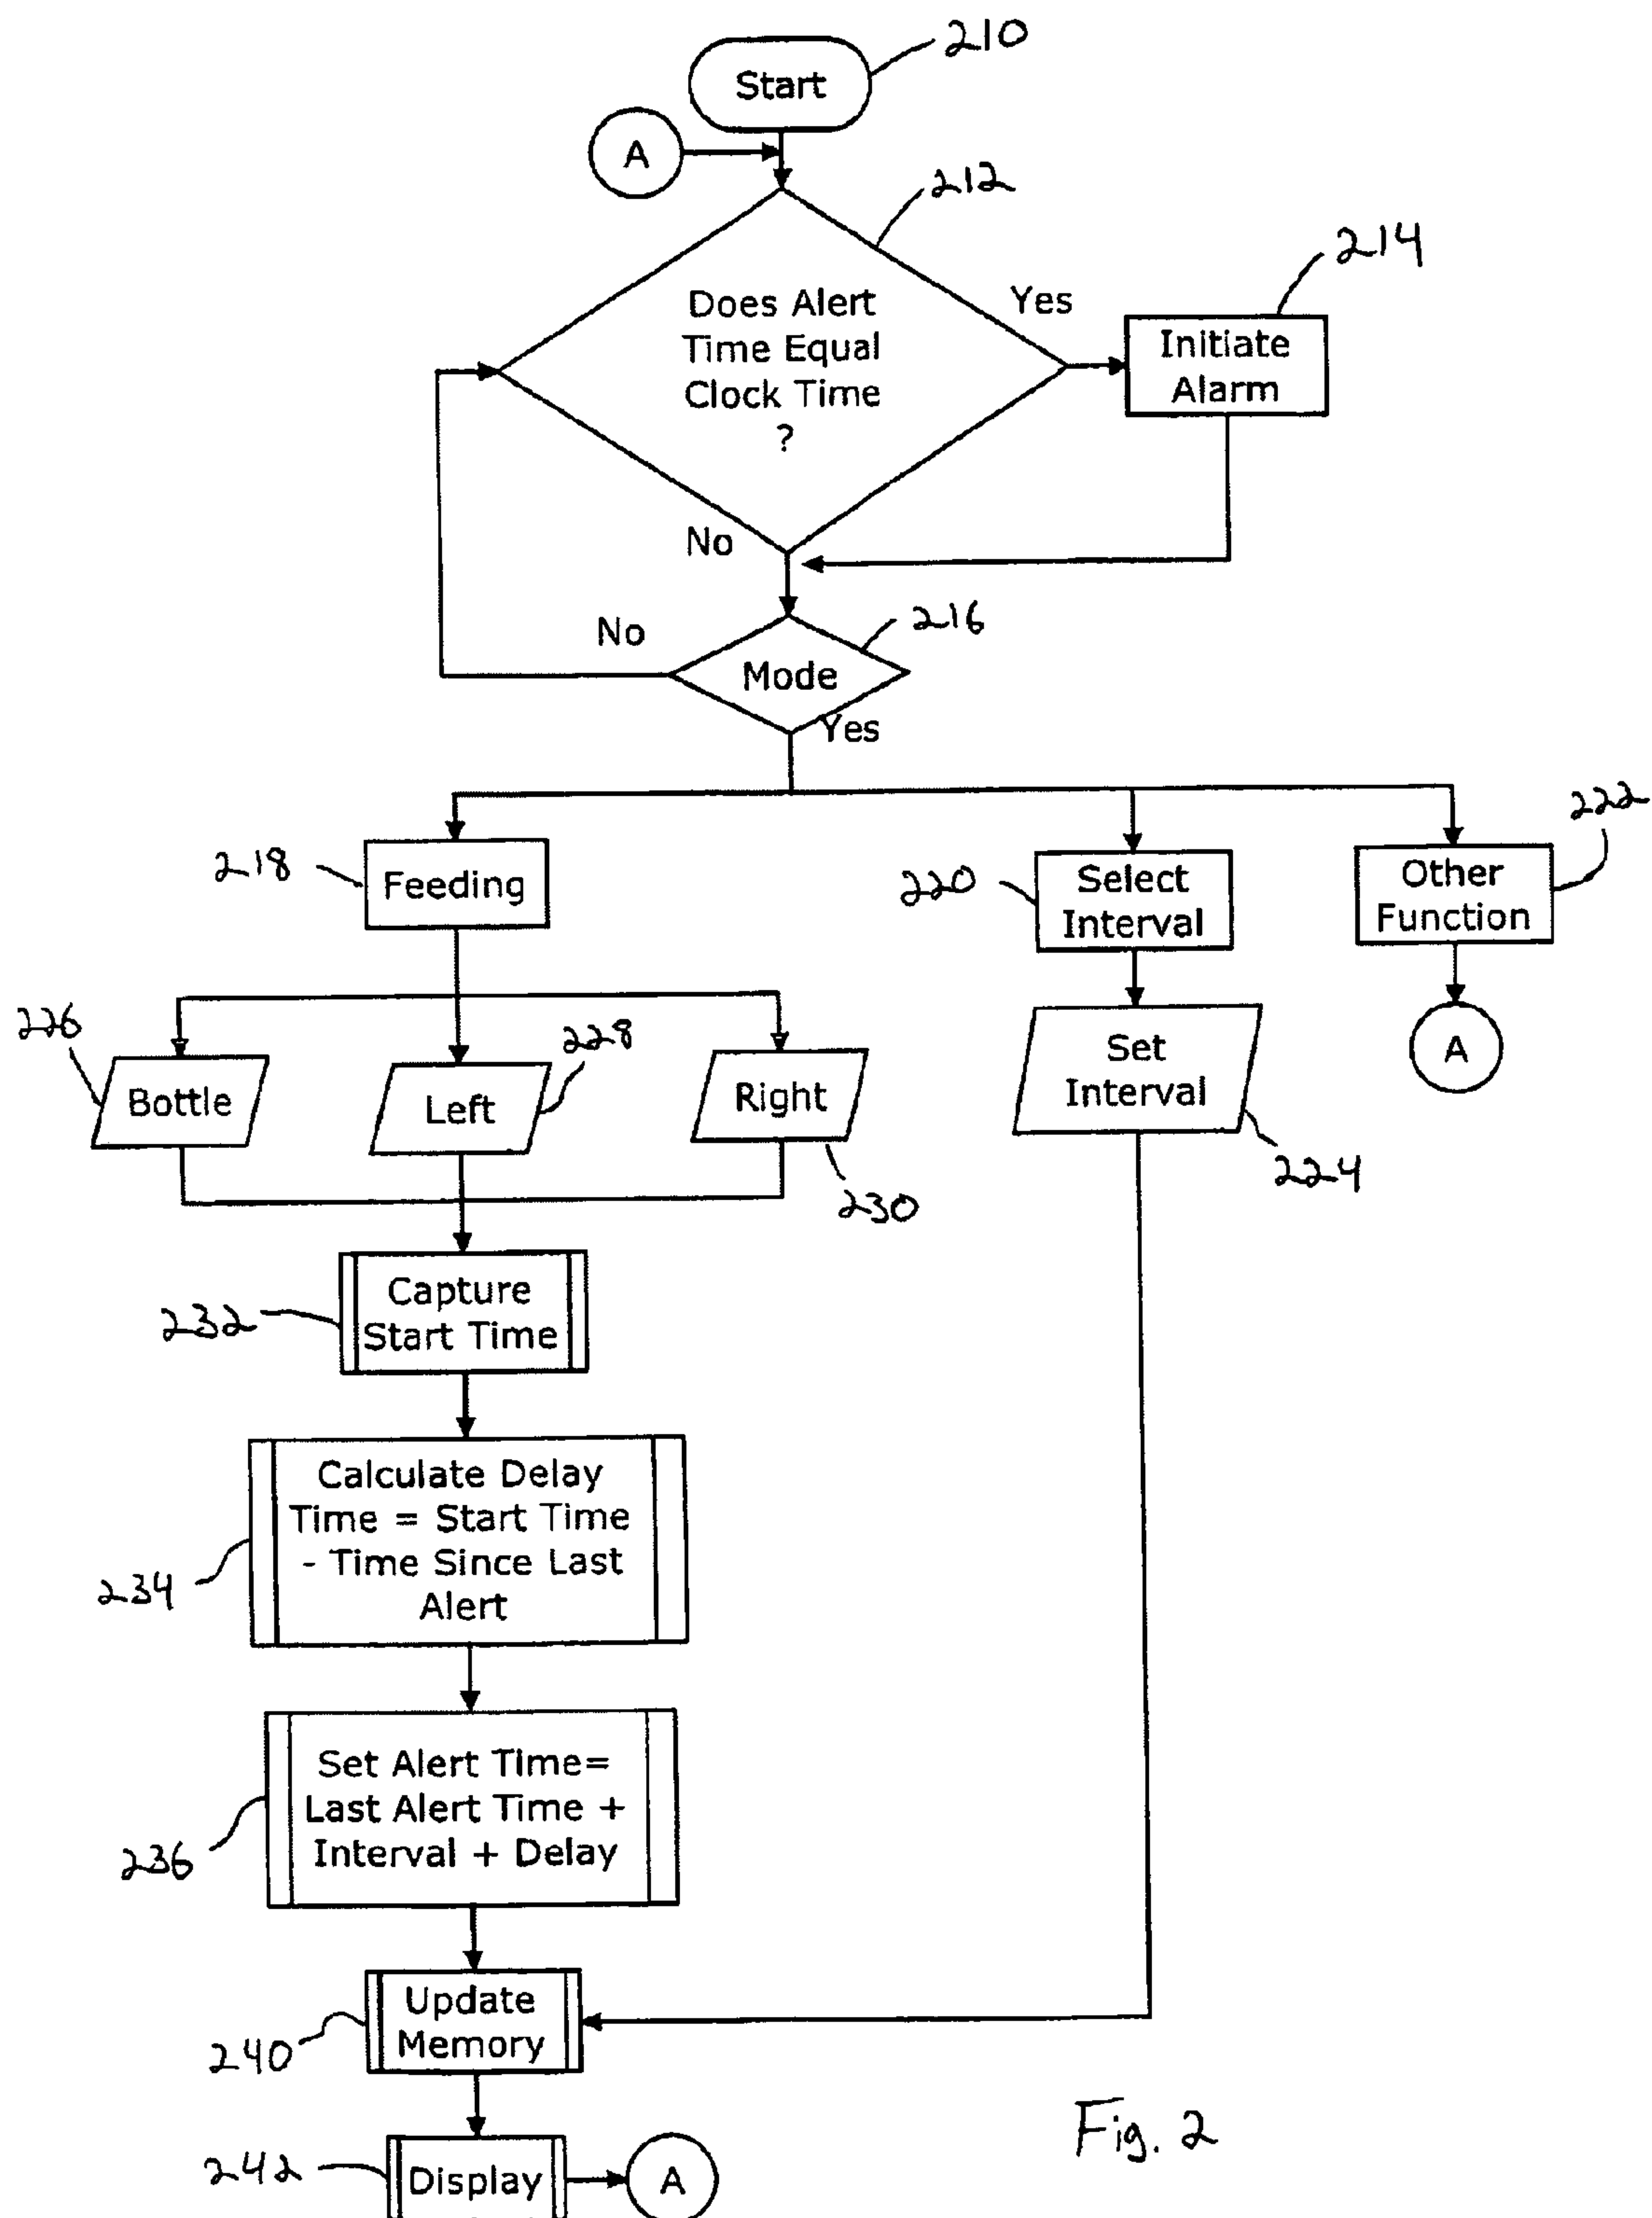 210
Start
A
212
214
Does Alert
Time Equal
Clock Time
?
Yes
Initiate
Alarm
No
No
216
Mode
Yes
222
218
Feeding
220
Select
Interval
Other
Function
226
228
Bottle
Left
Right
Set
Interval
A
224
230
232
Capture
Start Time
Calculate Delay
Time = Start Time
- Time Since Last
Alert
234
Set Alert Time=
Last Alert Time +
Interval + Delay
236
Update
Memory
240
Fig. 2
242
Display
A